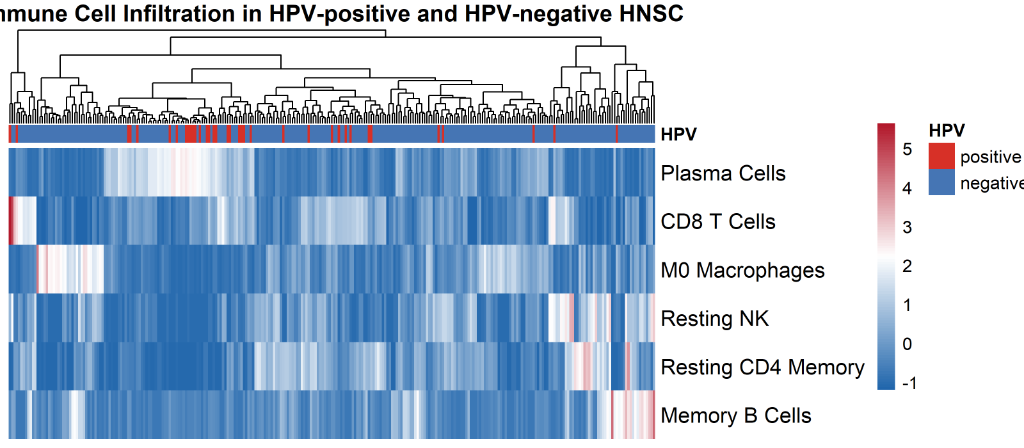 mmune Cell Infiltration in HPV-positive and HPV-negative HNSC
HPV
Plasma Cells
CD8 T Cells
M0 Macrophages
Resting NK
Resting CD4 Memory
Memory B Cells
5
4
3
2
1
0
-1
HPV
positive
negative